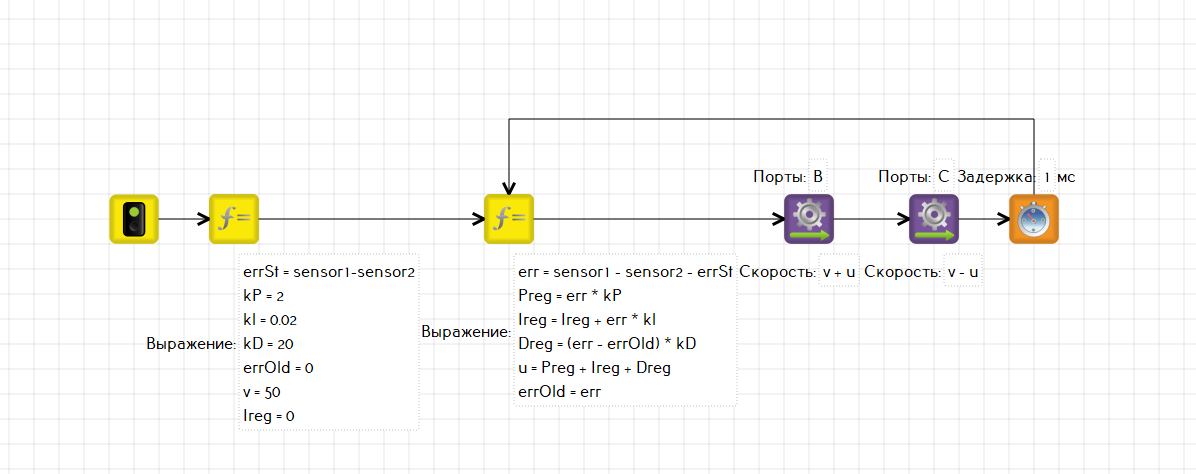 Порты: B
Порты: C
Задержка: 1 мс
Выражение:
errSt = sensor1-sensor2
kP = 2
kI = 0.02
kD = 20
errOld = 0
v = 50
Ireg = 0
Выражение:
err = sensor1 - sensor2 - errSt
Preg = err * kP
Ireg = Ireg + err * kI
Dreg = (err - errOld) * kD
u = Preg + Ireg + Dreg
errOld = err
Скорость: v + u
Скорость: v - u